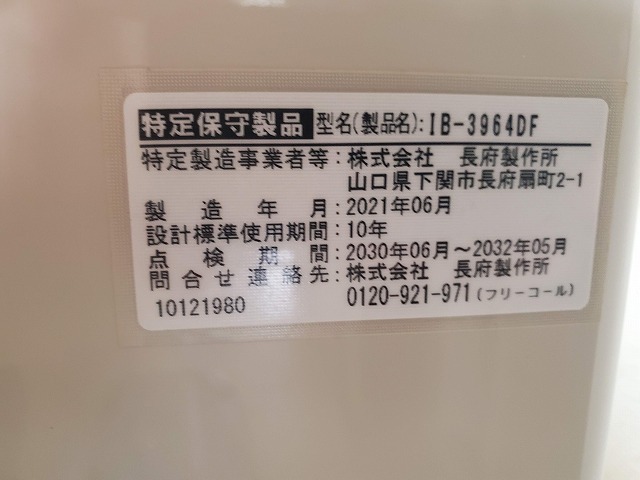 特定保守製品 型名(製品名):IB-3964DF
特定製造事業者等:株式会社 長府製作所
山口県下関市長府扇町2-1
製造年月:2021年06月
設計標準使用期間:10年
点検期間:2030年06月~2032年05月
問合せ連絡先:株式会社 長府製作所
10121980 0120-921-971(フリーコール)